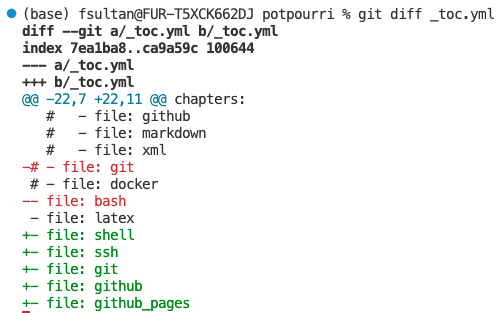 (base) fsultan@FUR-T5XCK662DJ potpourri % git diff _toc.yml
diff --git a/_toc.yml b/_toc.yml
index 7ea1ba8..ca9a59c 100644
--- a/_toc.yml
+++ b/_toc.yml
@@ -22,7 +22,11 @@ chapters:
   #   - file: github
   #   - file: markdown
   #   - file: xml
-# - file: git
 # - file: docker
-- file: bash
 - file: latex
+- file: shell
+- file: ssh
+- file: git
+- file: github
+- file: github_pages